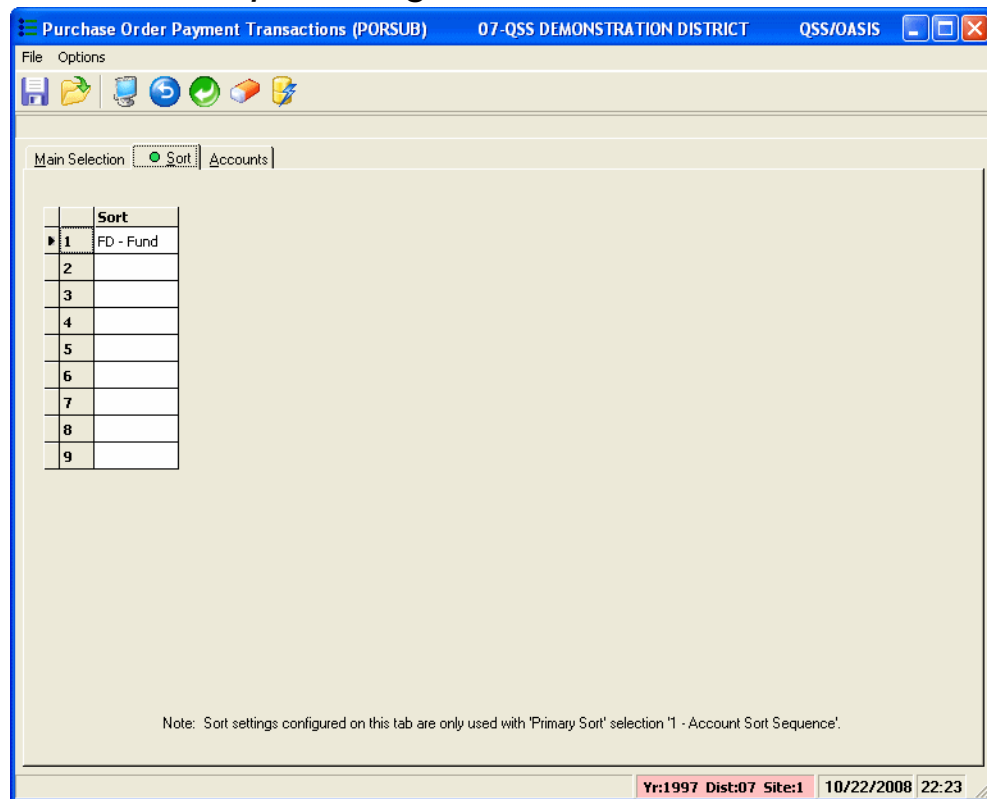 Purchase Order Payment Transactions (PORSUB) 07-QSS DEMONSTRATION DISTRICT QSS/OASIS
File Options
Main Selection Sort Accounts
Sort
1 FD - Fund
2
3
4
5
6
7
8
9
Note: Sort settings configured on this tab are only used with 'Primary Sort' selection '1 - Account Sort Sequence'.
Yr:1997 Dist:07 Site:1 10/22/2008 22:23